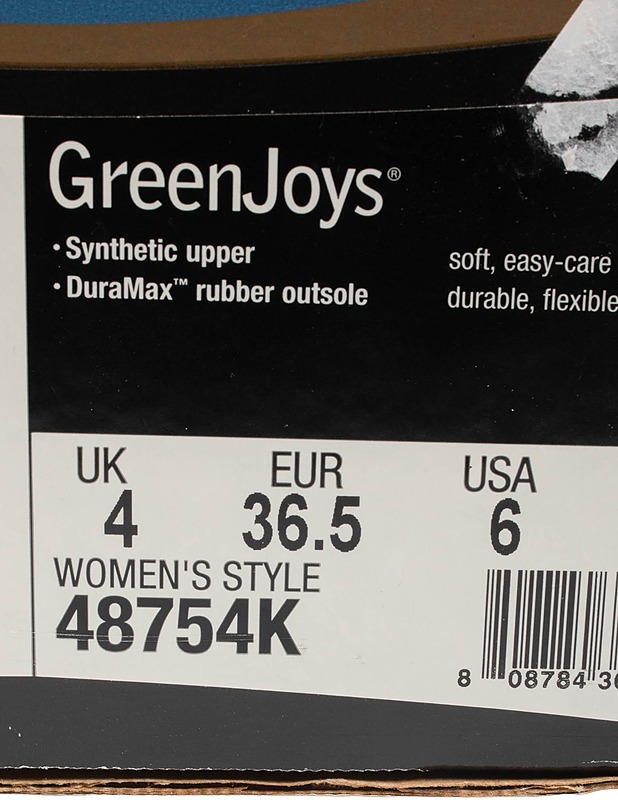 GreenJoys®
• Synthetic upper
soft, easy-care
• DuraMax™ rubber outsole
durable, flexible
UK EUR USA
4 36.5 6
WOMEN'S STYLE
48754K
8 08784 3